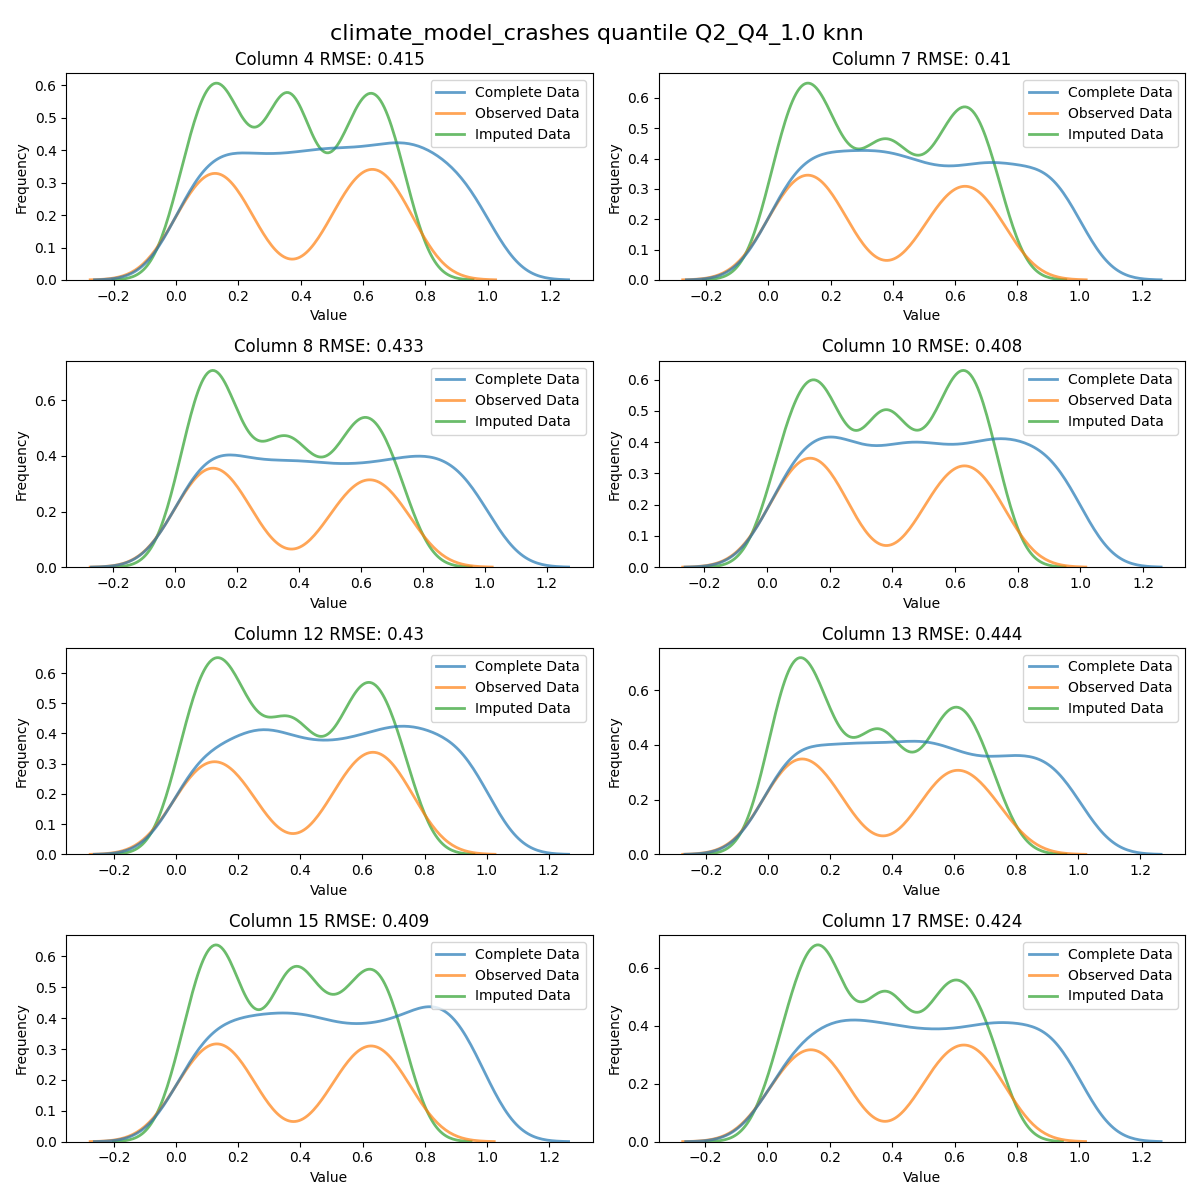 climate_model_crashes quantile Q2_Q4_1.0 knn
Column 4 RMSE: 0.415
Frequency
0.6
0.5
0.4
0.3
0.2
0.1
0.0
Complete Data
Observed Data
Imputed Data
−0.2 0.0 0.2 0.4 0.6 0.8 1.0 1.2
Value
Column 7 RMSE: 0.41
Frequency
0.6
0.5
0.4
0.3
0.2
0.1
0.0
Complete Data
Observed Data
Imputed Data
−0.2 0.0 0.2 0.4 0.6 0.8 1.0 1.2
Value
Column 8 RMSE: 0.433
Frequency
0.6
0.4
0.2
0.0
Complete Data
Observed Data
Imputed Data
−0.2 0.0 0.2 0.4 0.6 0.8 1.0 1.2
Value
Column 10 RMSE: 0.408
Frequency
0.6
0.5
0.4
0.3
0.2
0.1
0.0
Complete Data
Observed Data
Imputed Data
−0.2 0.0 0.2 0.4 0.6 0.8 1.0 1.2
Value
Column 12 RMSE: 0.43
Frequency
0.6
0.5
0.4
0.3
0.2
0.1
0.0
Complete Data
Observed Data
Imputed Data
−0.2 0.0 0.2 0.4 0.6 0.8 1.0 1.2
Value
Column 13 RMSE: 0.444
Frequency
0.6
0.4
0.2
0.0
Complete Data
Observed Data
Imputed Data
−0.2 0.0 0.2 0.4 0.6 0.8 1.0 1.2
Value
Column 15 RMSE: 0.409
Frequency
0.6
0.5
0.4
0.3
0.2
0.1
0.0
Complete Data
Observed Data
Imputed Data
−0.2 0.0 0.2 0.4 0.6 0.8 1.0 1.2
Value
Column 17 RMSE: 0.424
Frequency
0.6
0.4
0.2
0.0
Complete Data
Observed Data
Imputed Data
−0.2 0.0 0.2 0.4 0.6 0.8 1.0 1.2
Value